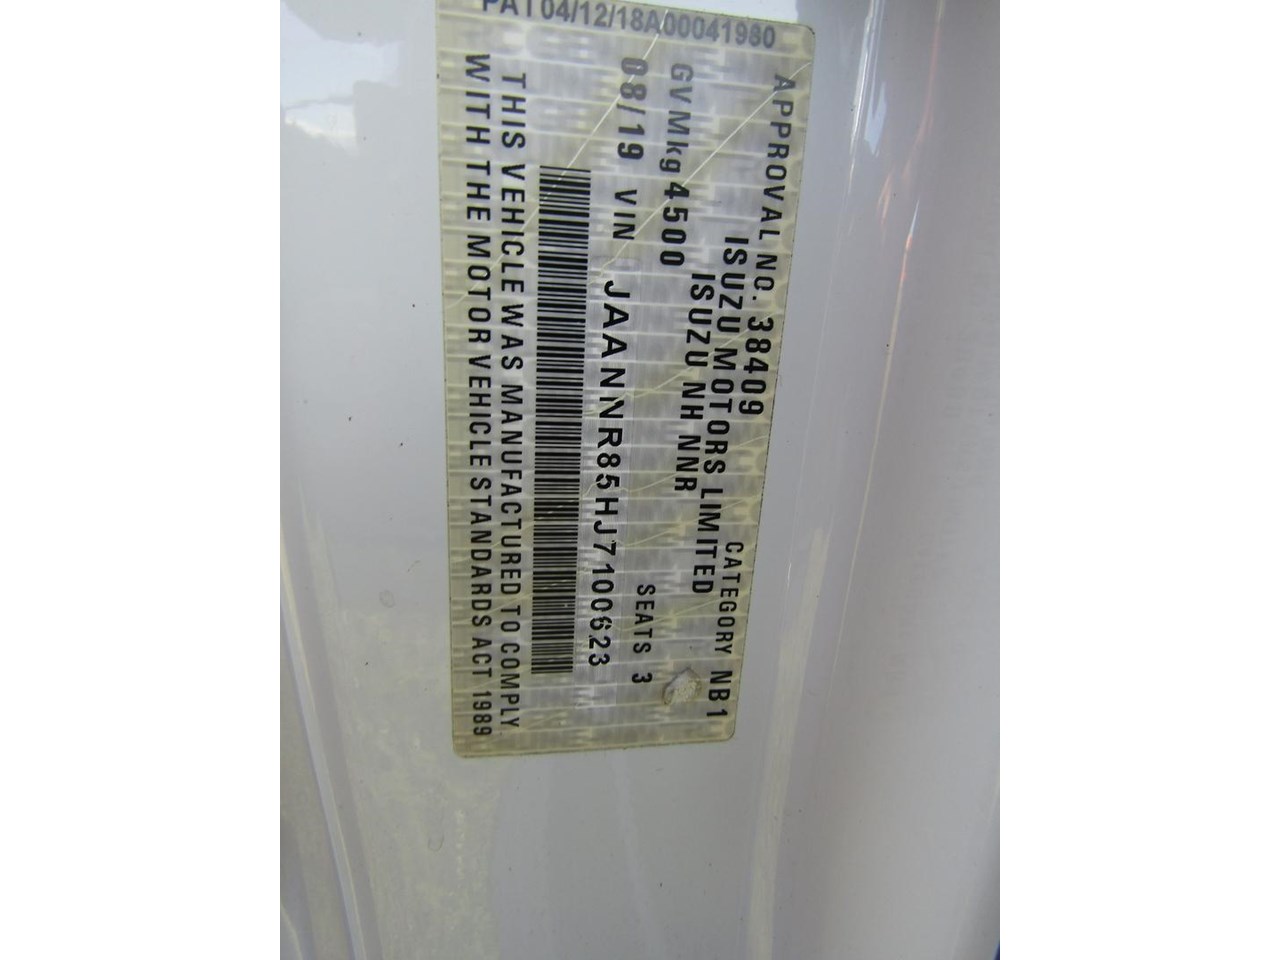 APPROVAL NO. 38409 CATEGORY NB1
ISUZU MOTORS LIMITED
ISUZU NH NNR
GVMkg 4500 SEATS 3
08/19 VIN JAANNR85HJ7100623
THIS VEHICLE WAS MANUFACTURED TO COMPLY
WITH THE MOTOR VEHICLE STANDARDS ACT 1989
PAT04/12/18A00041980